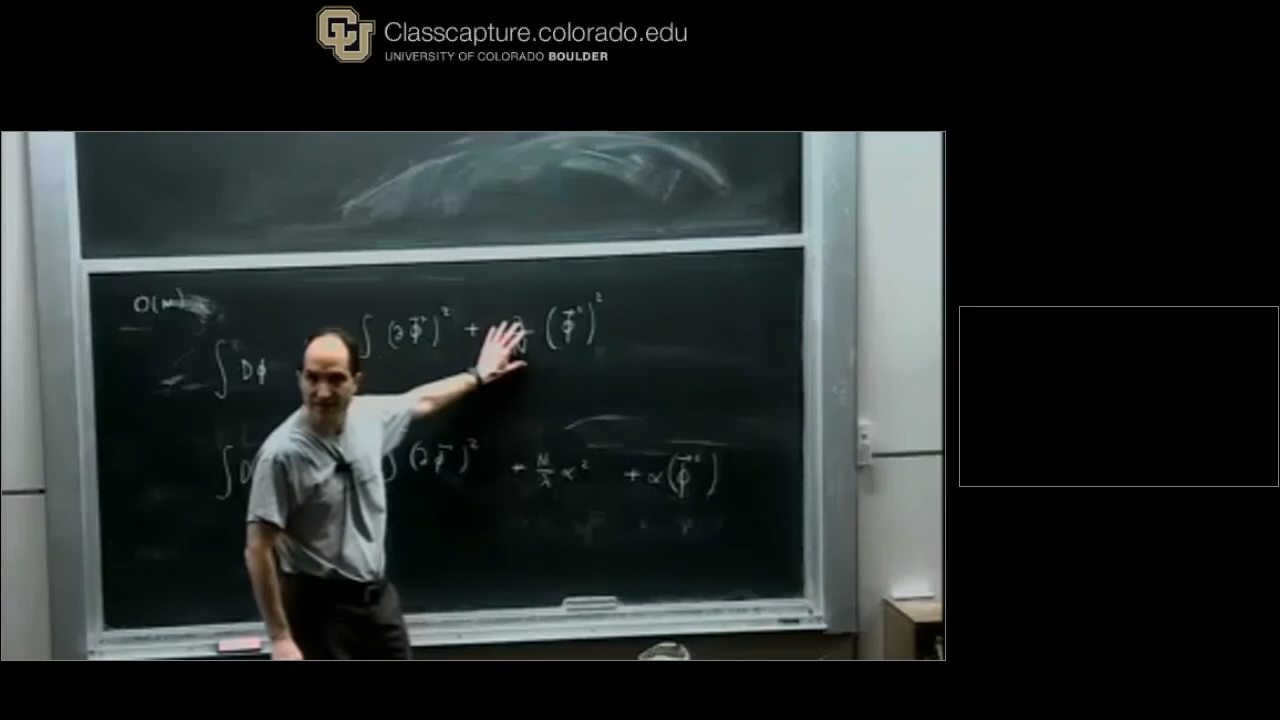 Classcapture.colorado.edu
UNIVERSITY OF COLORADO BOULDER
O(N)
∫ Dϕ ∫ (∂ϕ⃗)² + (ϕ⃗²)²
∫ D ∫ (∂ϕ⃗)² + N/λ α² + α(ϕ⃗²)